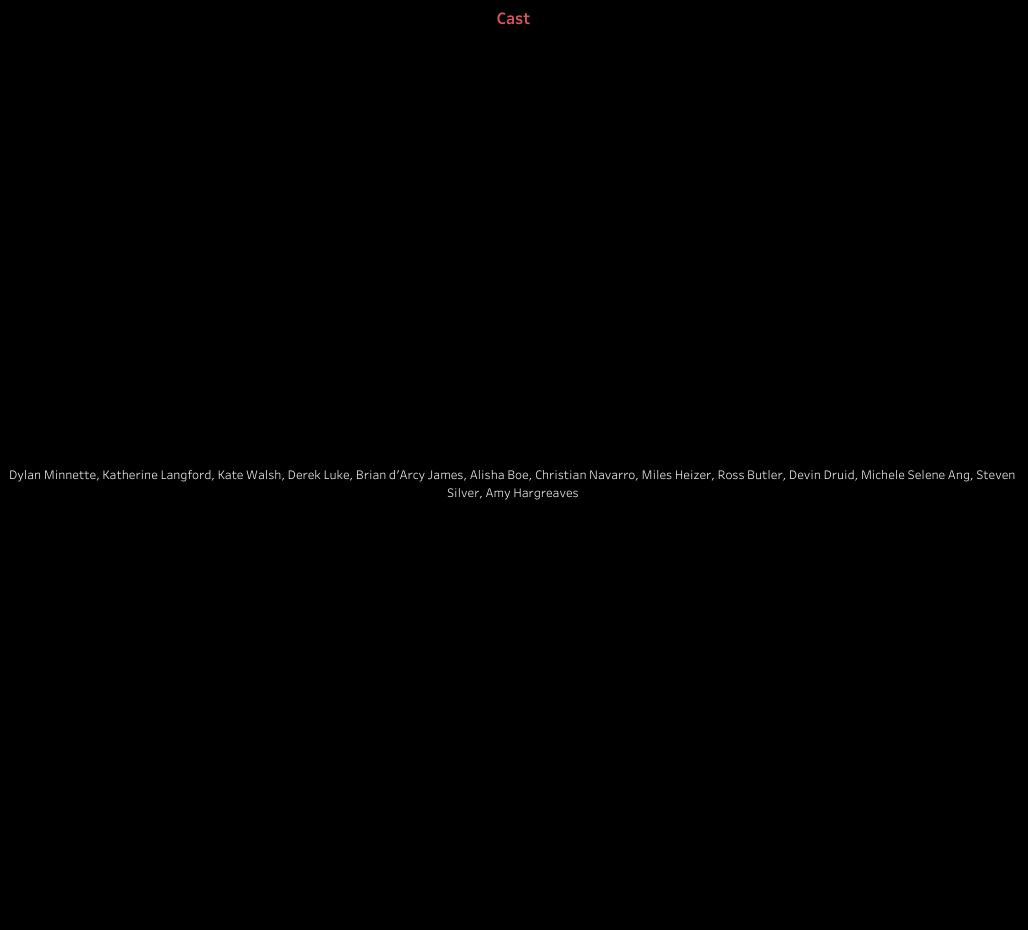 Cast
Dylan Minnette, Katherine Langford, Kate Walsh, Derek Luke, Brian d’Arcy James, Alisha Boe, Christian Navarro, Miles Heizer, Ross Butler, Devin Druid, Michele Selene Ang, Steven
Silver, Amy Hargreaves